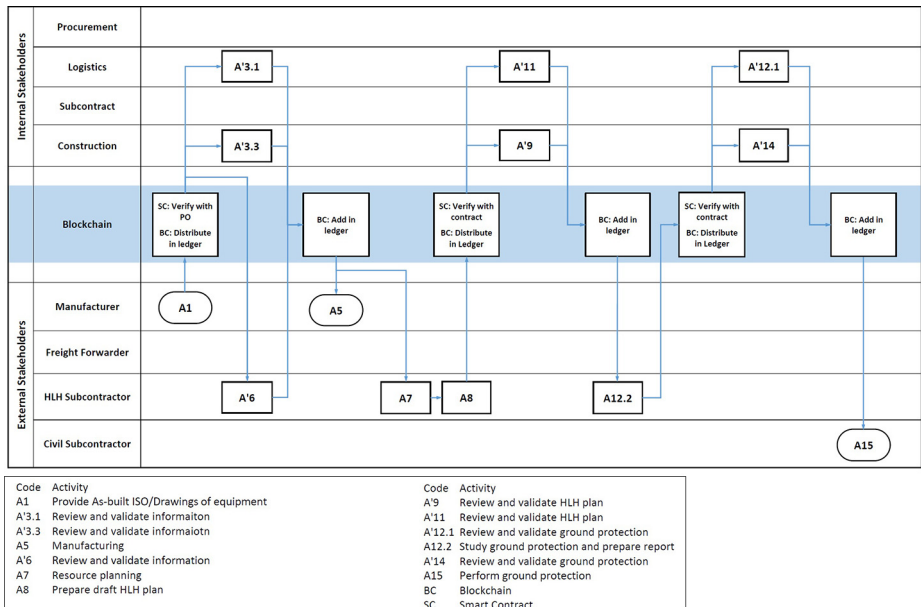 Internal Stakeholders
Procurement
Logistics
A'3.1
A'11
A'12.1
Subcontract
Construction
A'3.3
A'9
A'14
Blockchain
SC: Verify with
PO
BC: Distribute
in ledger
BC: Add in
ledger
SC: Verify with
contract
BC: Distribute
in Ledger
BC: Add in
ledger
SC: Verify with
contract
BC: Distribute
in Ledger
BC: Add in
ledger
External Stakeholders
Manufacturer
A1
A5
Freight Forwarder
HLH Subcontractor
A'6
A7
A8
A12.2
Civil Subcontractor
A15
Code Activity
A1 Provide As-built ISO/Drawings of equipment
A'3.1 Review and validate informaiton
A'3.3 Review and validate informaiotn
A5 Manufacturing
A'6 Review and validate information
A7 Resource planning
A8 Prepare draft HLH plan
Code Activity
A'9 Review and validate HLH plan
A'11 Review and validate HLH plan
A'12.1 Review and validate ground protection
A12.2 Study ground protection and prepare report
A'14 Review and validate ground protection
A15 Perform ground protection
BC Blockchain
SC Smart Contract